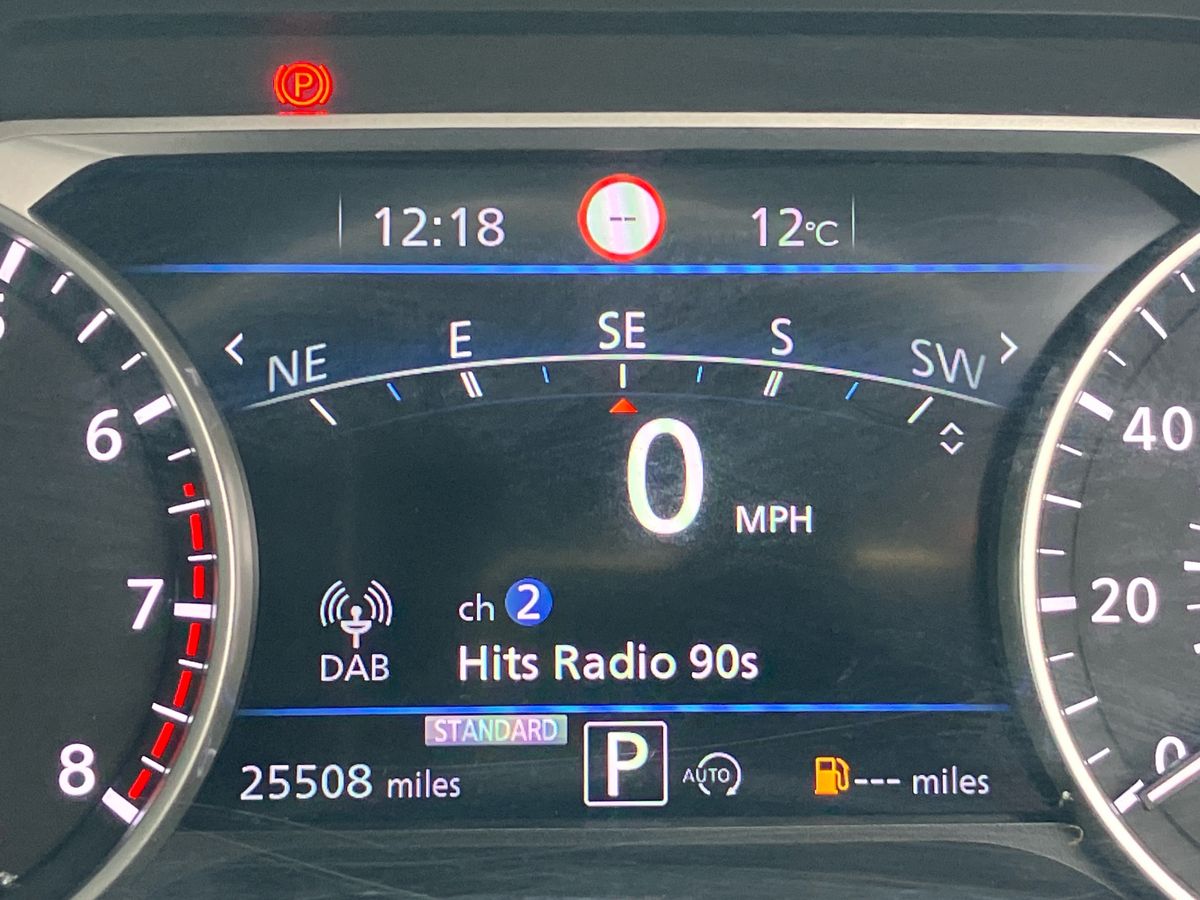 P
12:18 -- 12°C
< NE E SE S SW >
0 MPH
6
7
8
40
20
0
ch 2
DAB Hits Radio 90s
STANDARD
25508 miles P AUTO --- miles